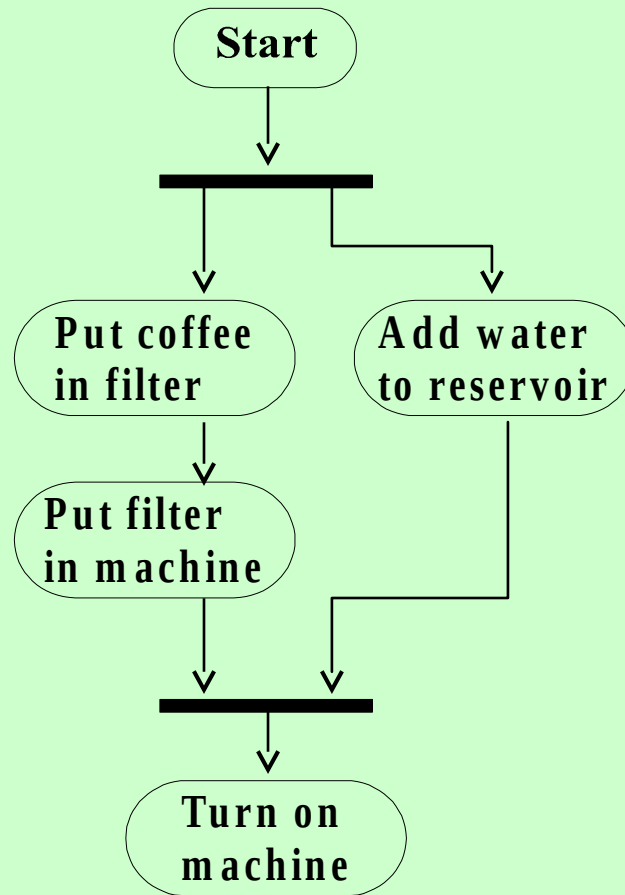 Start
Put coffee
in filter
Add water
to reservoir
Put filter
in machine
Turn on
machine